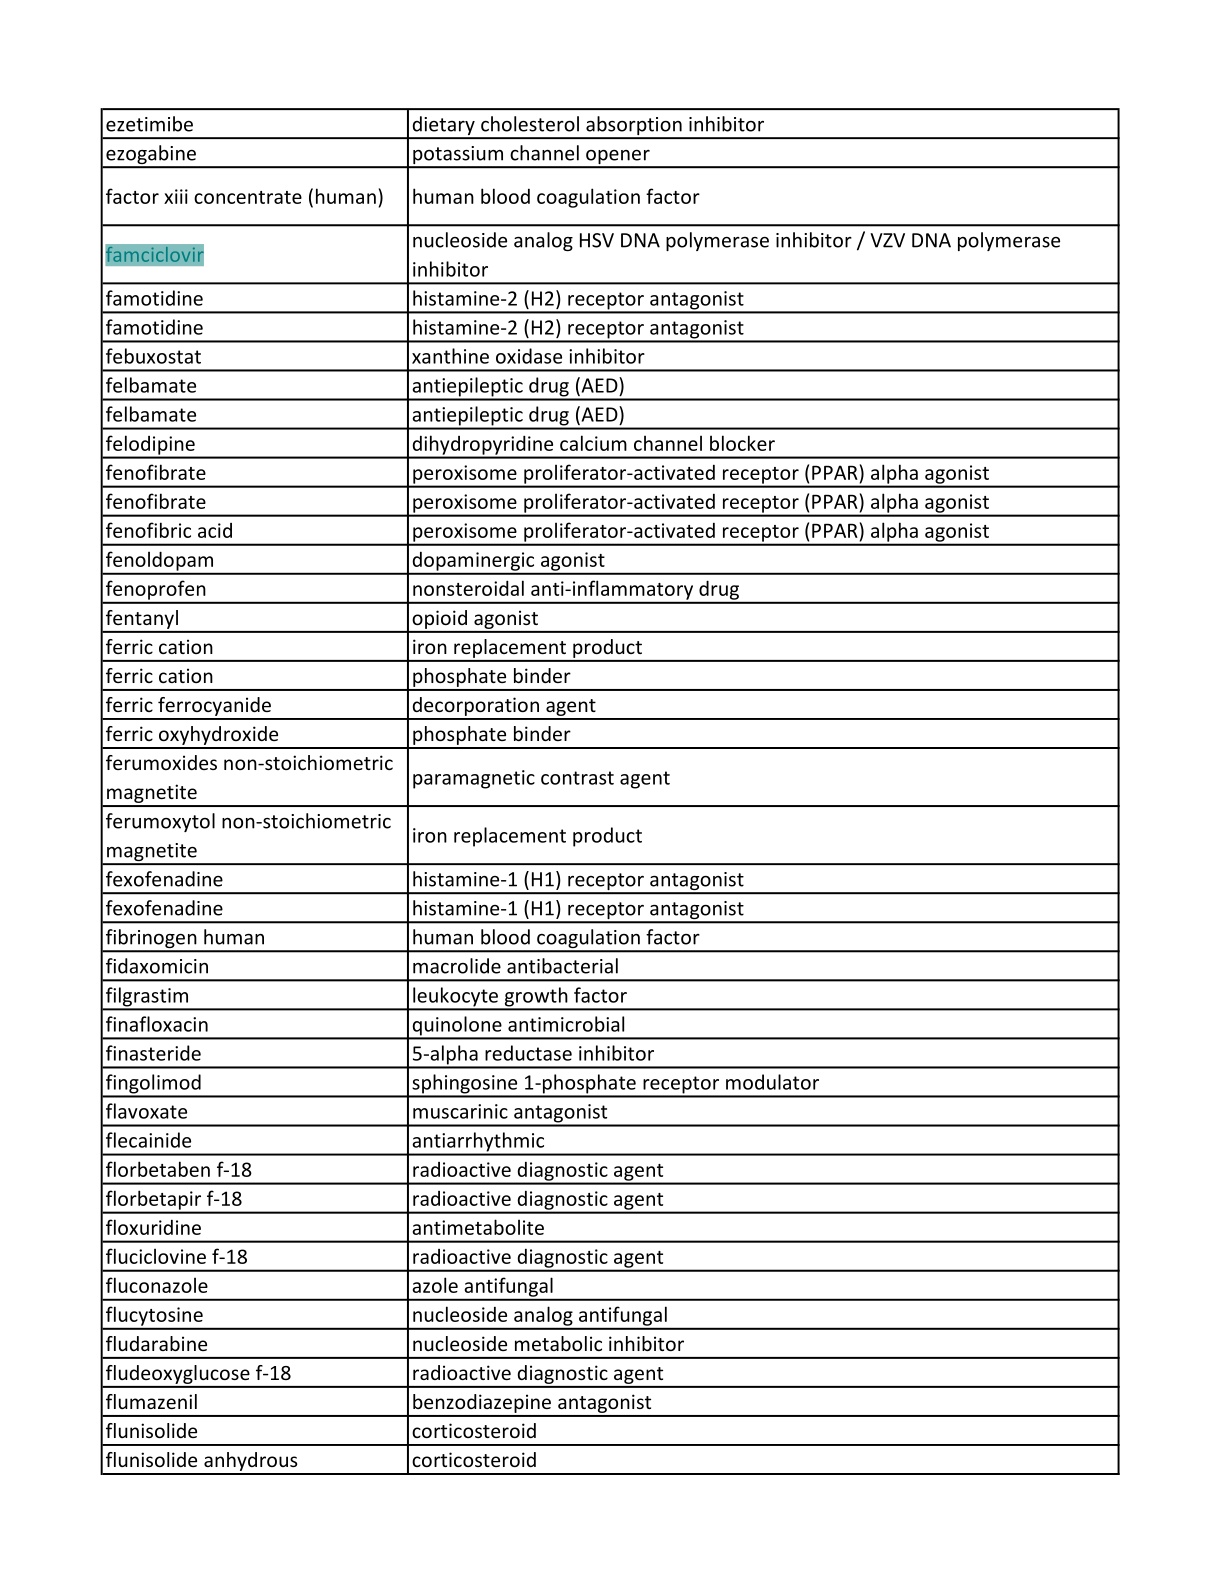 ezetimibe dietary cholesterol absorption inhibitor
ezogabine potassium channel opener
factor xiii concentrate (human) human blood coagulation factor
famciclovir nucleoside analog HSV DNA polymerase inhibitor / VZV DNA polymerase
inhibitor
famotidine histamine-2 (H2) receptor antagonist
famotidine histamine-2 (H2) receptor antagonist
febuxostat xanthine oxidase inhibitor
felbamate antiepileptic drug (AED)
felbamate antiepileptic drug (AED)
felodipine dihydropyridine calcium channel blocker
fenofibrate peroxisome proliferator-activated receptor (PPAR) alpha agonist
fenofibrate peroxisome proliferator-activated receptor (PPAR) alpha agonist
fenofibric acid peroxisome proliferator-activated receptor (PPAR) alpha agonist
fenoldopam dopaminergic agonist
fenoprofen nonsteroidal anti-inflammatory drug
fentanyl opioid agonist
ferric cation iron replacement product
ferric cation phosphate binder
ferric ferrocyanide decorporation agent
ferric oxyhydroxide phosphate binder
ferumoxides non-stoichiometric
magnetite paramagnetic contrast agent
ferumoxytol non-stoichiometric
magnetite iron replacement product
fexofenadine histamine-1 (H1) receptor antagonist
fexofenadine histamine-1 (H1) receptor antagonist
fibrinogen human human blood coagulation factor
fidaxomicin macrolide antibacterial
filgrastim leukocyte growth factor
finafloxacin quinolone antimicrobial
finasteride 5-alpha reductase inhibitor
fingolimod sphingosine 1-phosphate receptor modulator
flavoxate muscarinic antagonist
flecainide antiarrhythmic
florbetaben f-18 radioactive diagnostic agent
florbetapir f-18 radioactive diagnostic agent
floxuridine antimetabolite
fluciclovine f-18 radioactive diagnostic agent
fluconazole azole antifungal
flucytosine nucleoside analog antifungal
fludarabine nucleoside metabolic inhibitor
fludeoxyglucose f-18 radioactive diagnostic agent
flumazenil benzodiazepine antagonist
flunisolide corticosteroid
flunisolide anhydrous corticosteroid